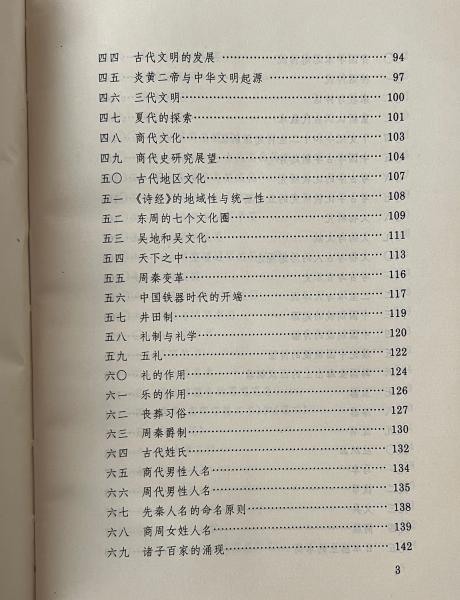 四四 古代文明的发展 94
四五 炎黄二帝与中华文明起源 97
四六 三代文明 100
四七 夏代的探索 101
四八 商代文化 103
四九 商代史研究展望 104
五〇 古代地区文化 107
五一 《诗经》的地域性与统一性 108
五二 东周的七个文化圈 109
五三 吴地和吴文化 111
五四 天下之中 113
五五 周秦变革 116
五六 中国铁器时代的开端 117
五七 井田制 119
五八 礼制与礼学 120
五九 五礼 122
六〇 礼的作用 124
六一 乐的作用 126
六二 丧葬习俗 127
六三 周秦爵制 130
六四 古代姓氏 132
六五 商代男性人名 134
六六 周代男性人名 135
六七 先秦人名的命名原则 138
六八 商周女姓人名 139
六九 诸子百家的涌现 142
3